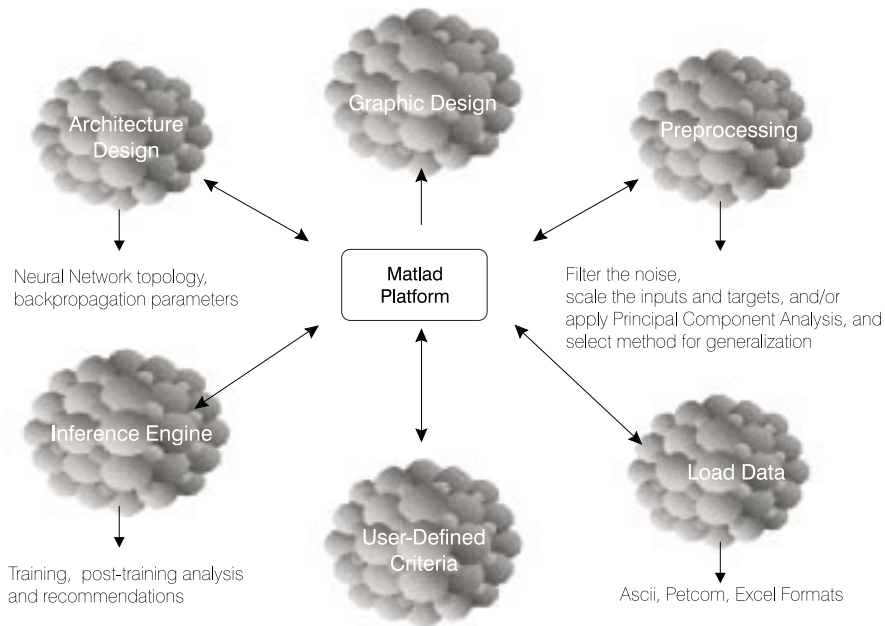 Architecture
Design
Graphic Design
Preprocessing
Matlad
Platform
Neural Network topology,
backpropagation parameters
Filter the noise,
scale the inputs and targets, and/or
apply Principal Component Analysis, and
select method for generalization
Inference Engine
User-Defined
Criteria
Load Data
Training, post-training analysis
and recommendations
Ascii, Petcom, Excel Formats